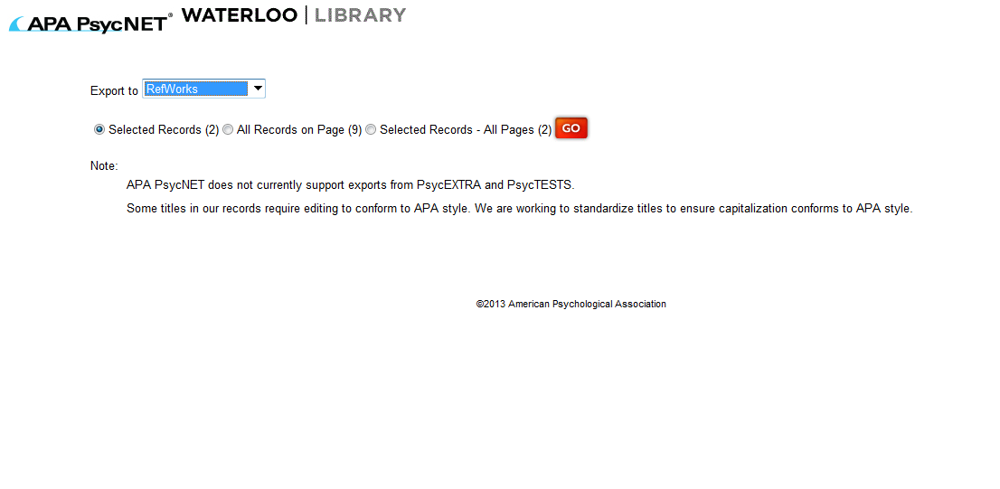 APA PsycNET® WATERLOO | LIBRARY
Export to RefWorks
Selected Records (2) All Records on Page (9) Selected Records - All Pages (2) GO
Note:
APA PsycNET does not currently support exports from PsycEXTRA and PsycTESTS.
Some titles in our records require editing to conform to APA style. We are working to standardize titles to ensure capitalization conforms to APA style.
©2013 American Psychological Association